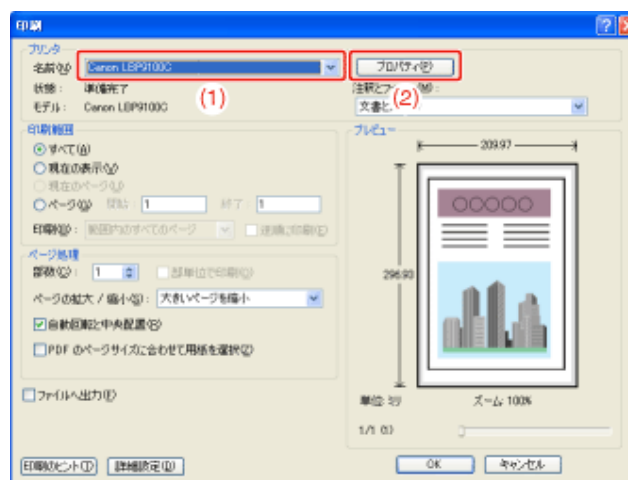 印刷
プリンタ
名前(N): Canon LBP9100C プロパティ(P)
状態: 準備完了
(1) (2)
モデル: Canon LBP9100C 文書と
印刷範囲
プレビュー
すべて(A)
209.97
現在の表示(V)
現在のページ(U)
ページ(G) 開始: 1 終了: 1
印刷(R): 範囲内のすべてのページ 逆順に印刷(E)
ページ処理
部数(C): 1 部単位で印刷(O)
296.93
ページの拡大 / 縮小(S): 大きいページを縮小
自動回転と中央配置(B)
PDF のページサイズに合わせて用紙を選択(Z)
ファイルへ出力(F)
単位: ミリ ズーム: 100%
1/1 (1)
印刷のヒント(T) 詳細設定(D) OK キャンセル